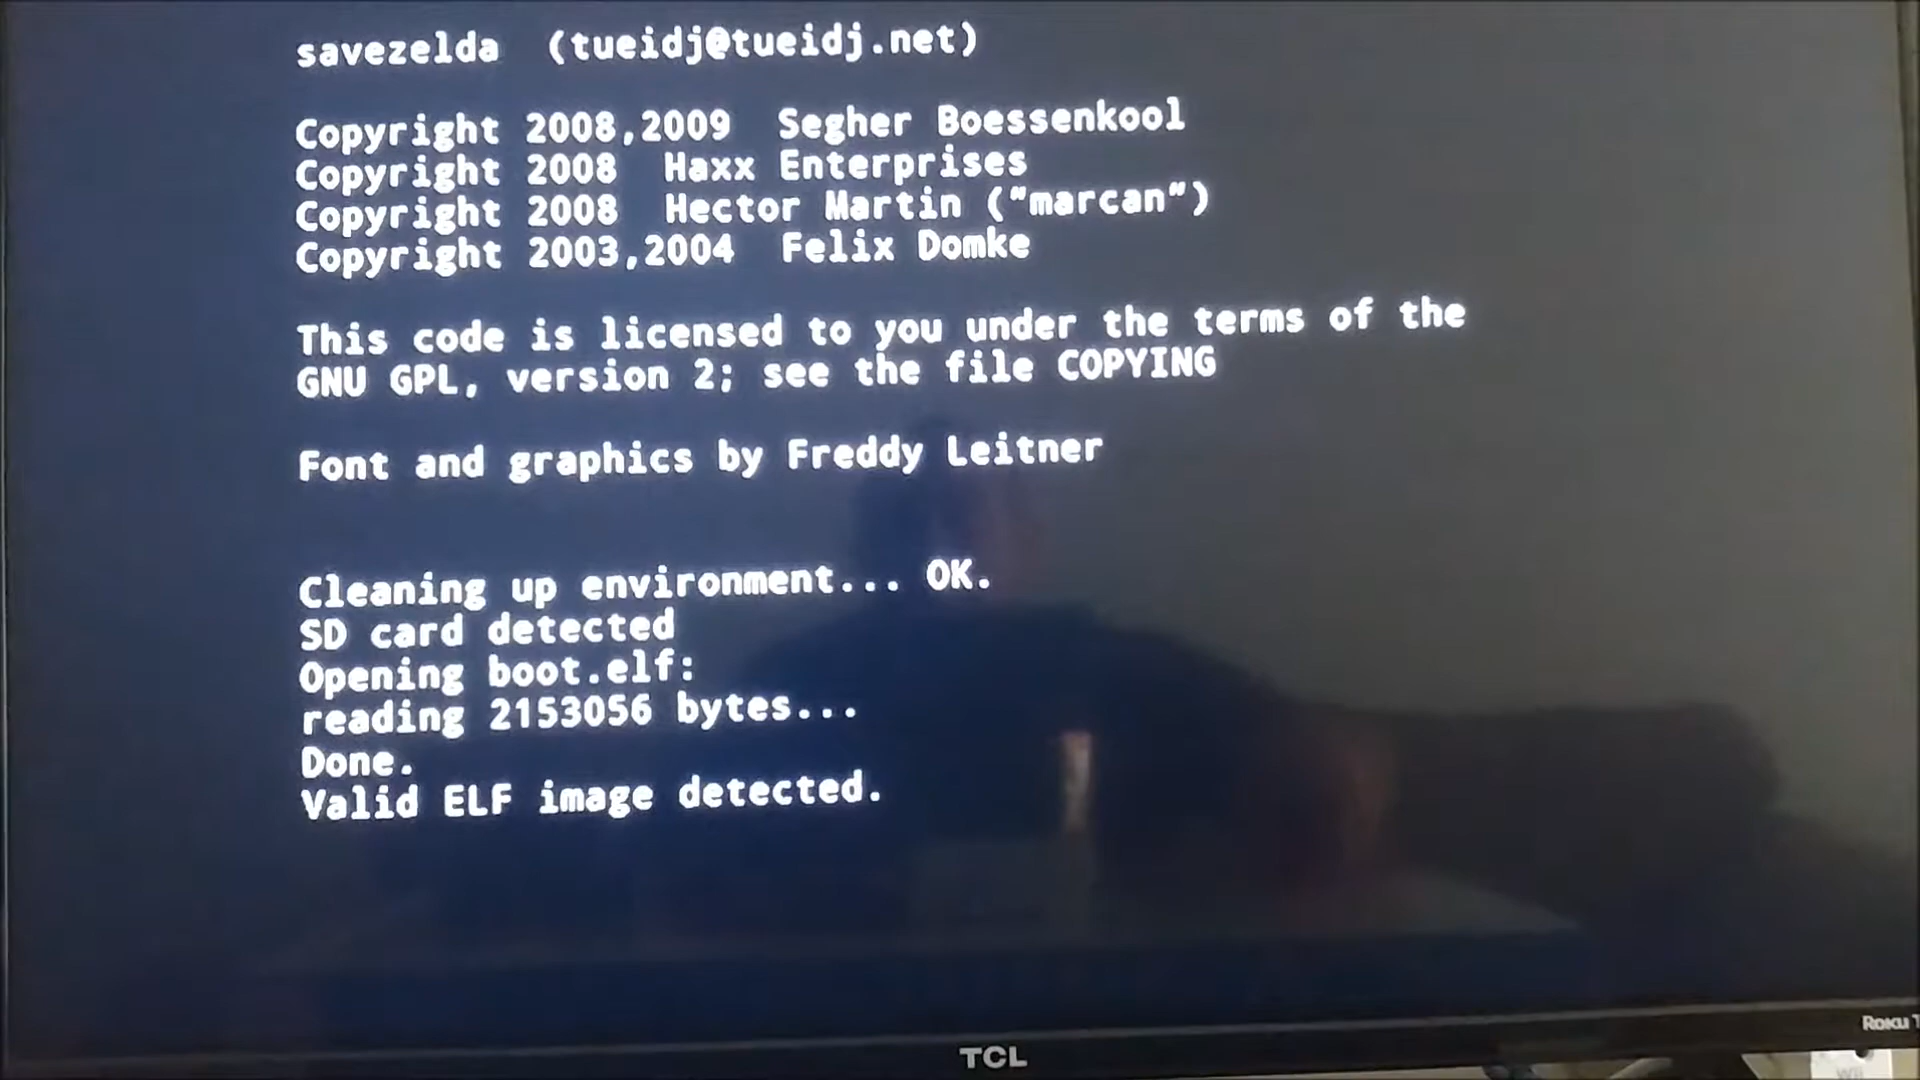 savezelda (tueidj@tueidj.net)
Copyright 2008,2009 Segher Boessenkool
Copyright 2008 Haxx Enterprises
Copyright 2008 Hector Martin ("marcan")
Copyright 2003,2004 Felix Domke
This code is licensed to you under the terms of the
GNU GPL, version 2; see the file COPYING
Font and graphics by Freddy Leitner
Cleaning up environment... OK.
SD card detected
Opening boot.elf:
reading 2153056 bytes...
Done.
Valid ELF image detected.
Roku T
TCL
Wii